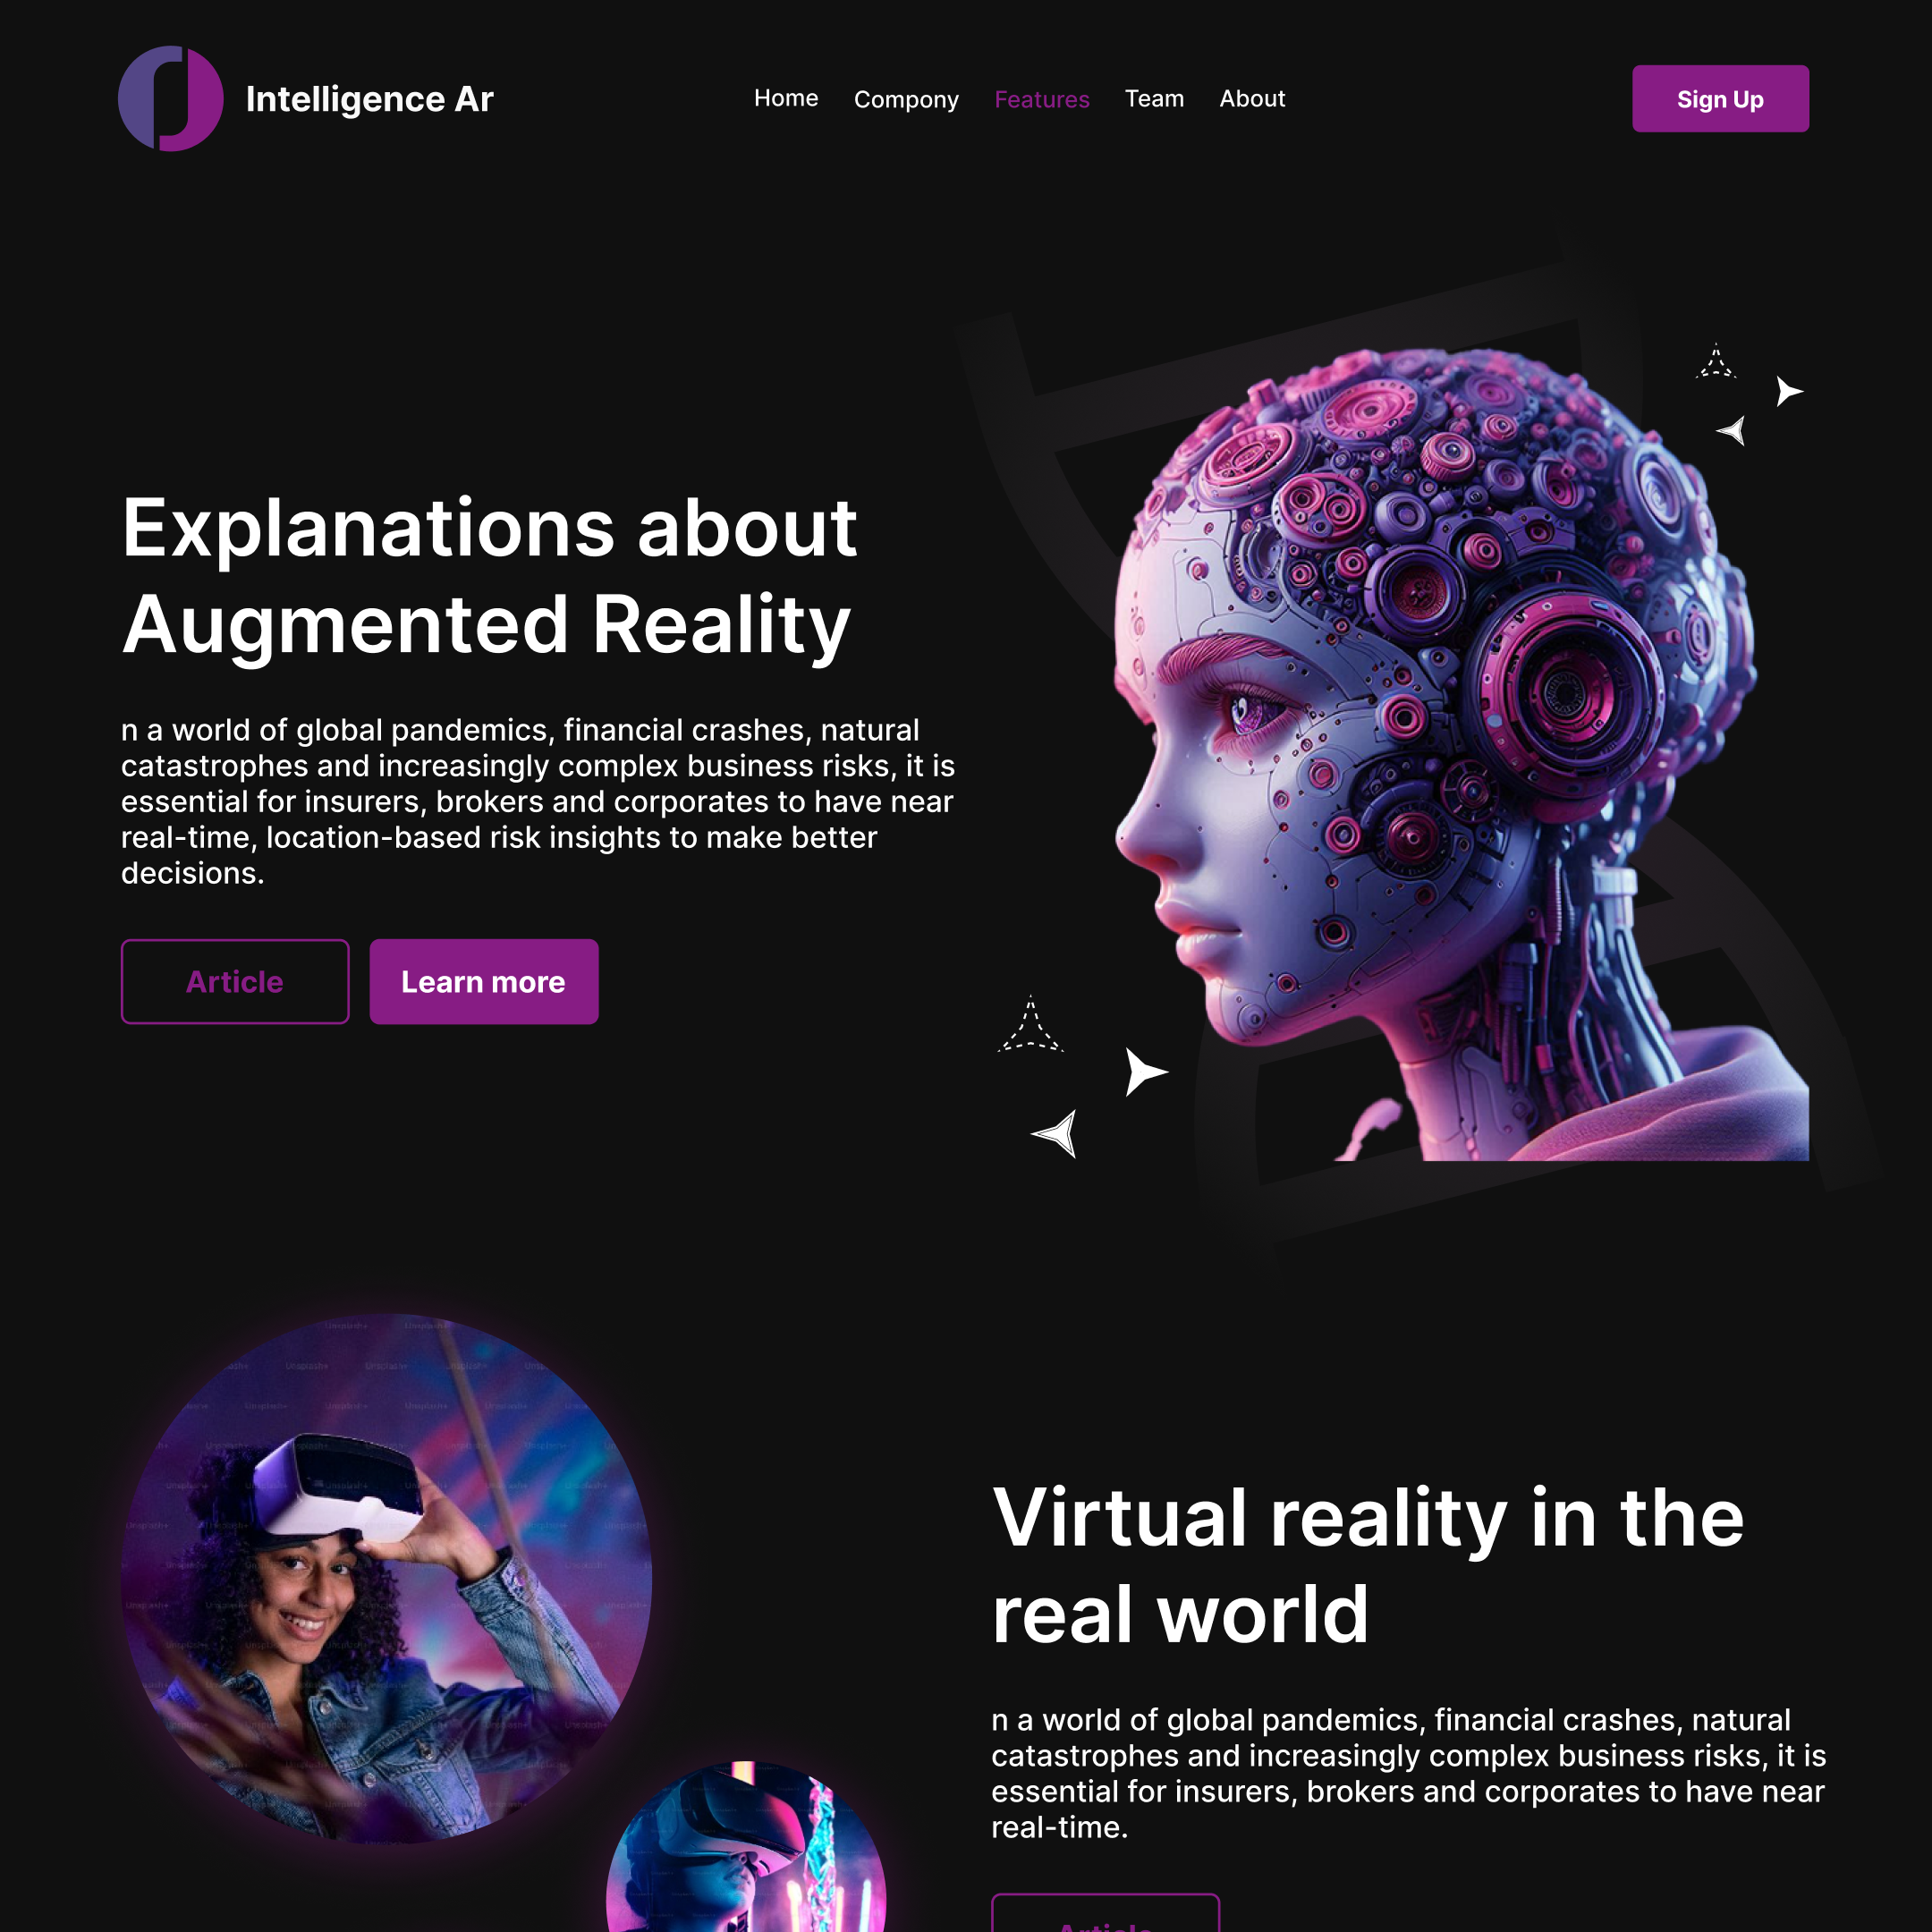 Intelligence Ar
Home Compony Features Team About
Sign Up
Explanations about
Augmented Reality
n a world of global pandemics, financial crashes, natural
catastrophes and increasingly complex business risks, it is
essential for insurers, brokers and corporates to have near
real-time, location-based risk insights to make better
decisions.
Article
Learn more
Virtual reality in the
real world
n a world of global pandemics, financial crashes, natural
catastrophes and increasingly complex business risks, it is
essential for insurers, brokers and corporates to have near
real-time.
Article